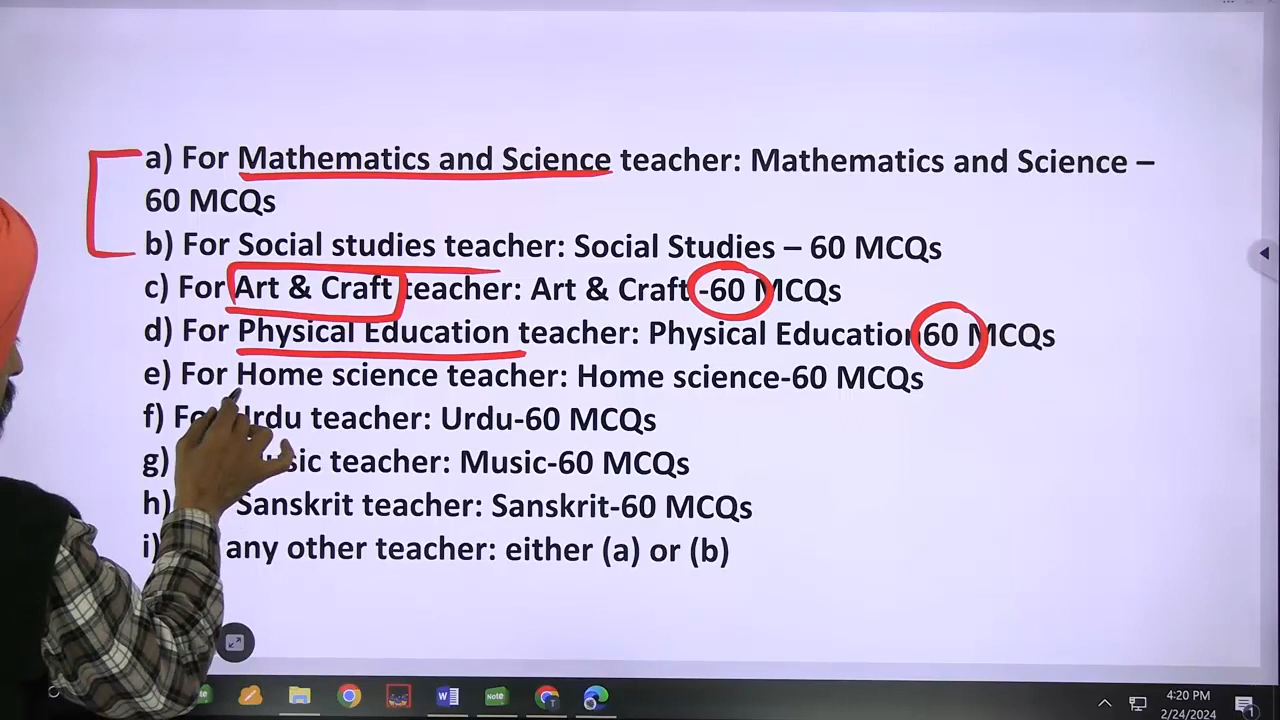 a) For Mathematics and Science teacher: Mathematics and Science –
60 MCQs
b) For Social studies teacher: Social Studies – 60 MCQs
c) For Art & Craft teacher: Art & Craft -60 MCQs
d) For Physical Education teacher: Physical Education 60 MCQs
e) For Home science teacher: Home science-60 MCQs
f) For Urdu teacher: Urdu-60 MCQs
g) Music teacher: Music-60 MCQs
h) Sanskrit teacher: Sanskrit-60 MCQs
i) any other teacher: either (a) or (b)
Note
4:20 PM
2/24/2024